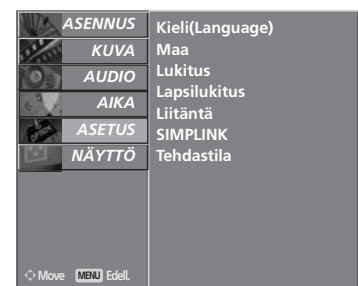 ASENNUS
KUVA
AUDIO
AIKA
ASETUS
NÄYTTÖ
Kieli(Language)
Maa
Lukitus
Lapsilukitus
Liitäntä
SIMPLINK
Tehdastila
Move MENU Edell.